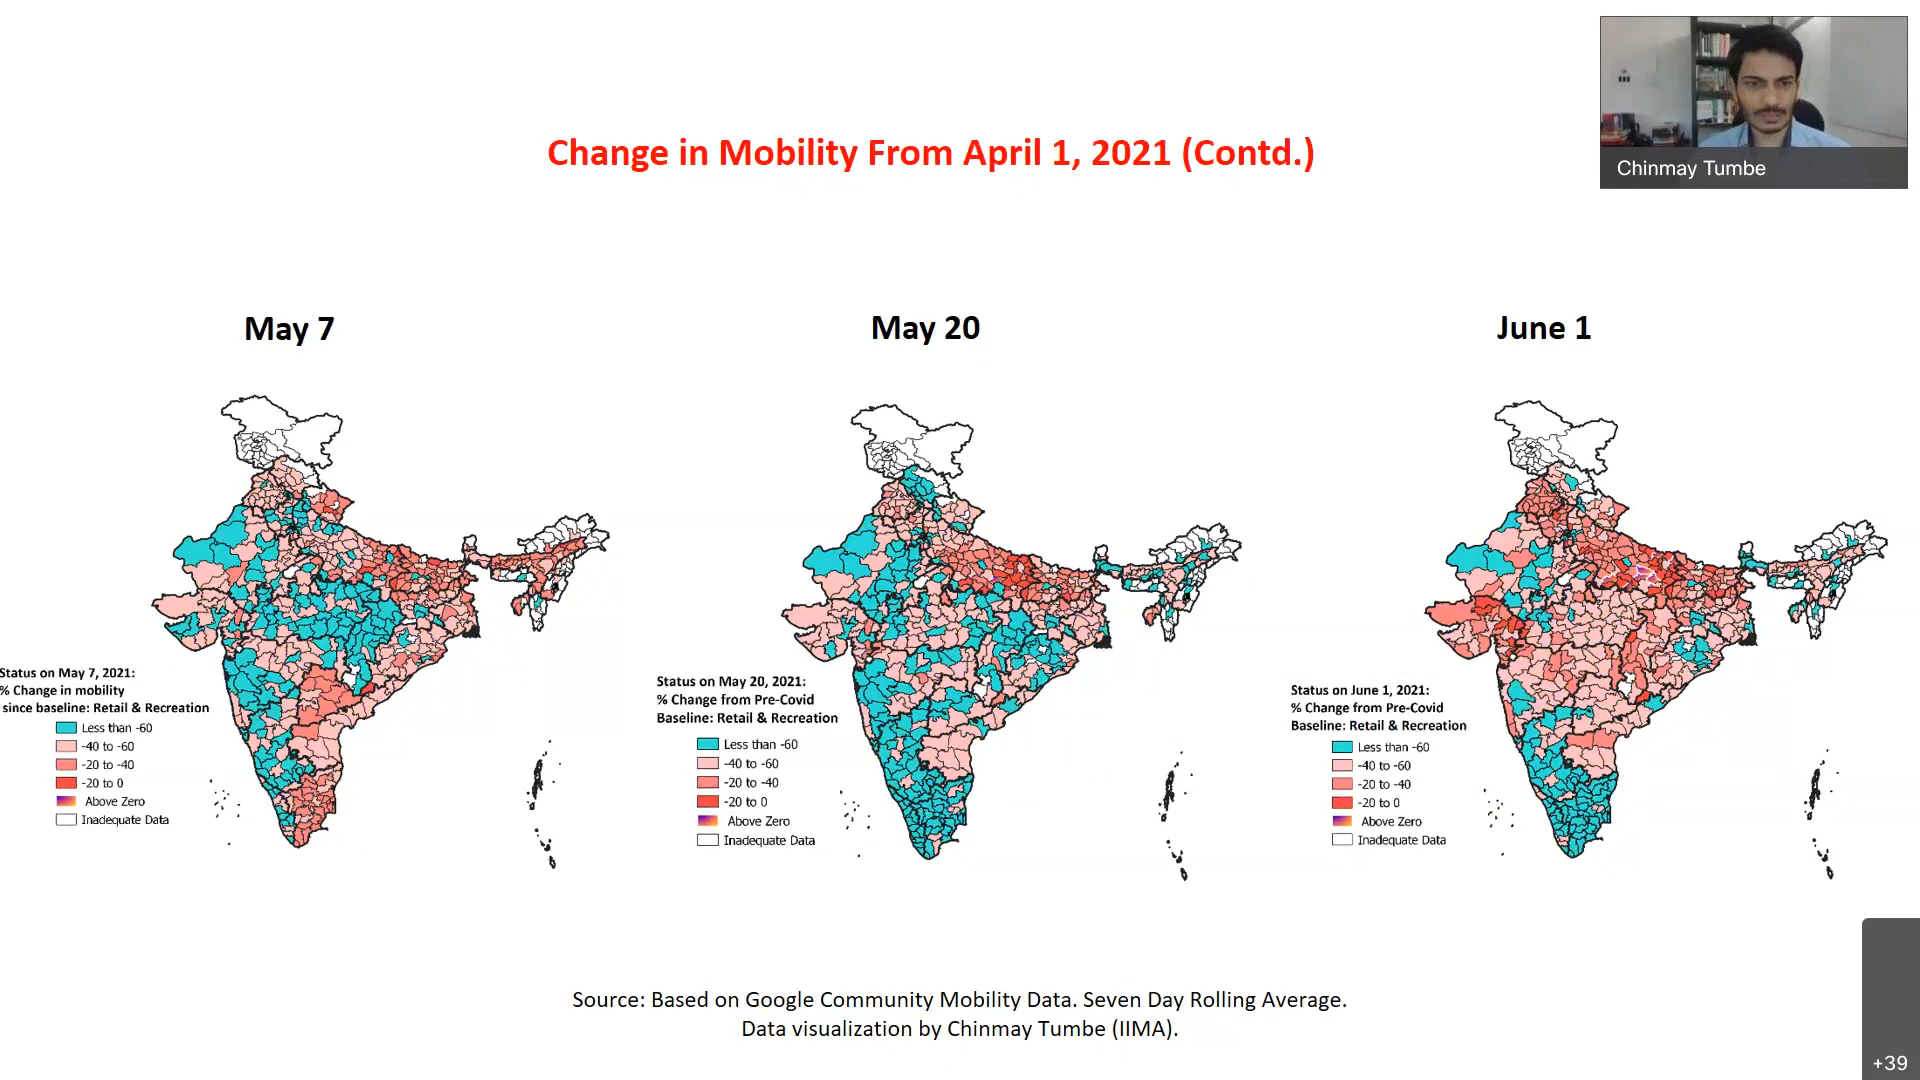 Chinmay Tumbe
Change in Mobility From April 1, 2021 (Contd.)
May 7
May 20
June 1
Status on May 7, 2021:
% Change in mobility
since baseline: Retail & Recreation
Less than -60
-40 to -60
-20 to -40
-20 to 0
Above Zero
Inadequate Data
Status on May 20, 2021:
% Change from Pre-Covid
Baseline: Retail & Recreation
Less than -60
-40 to -60
-20 to -40
-20 to 0
Above Zero
Inadequate Data
Status on June 1, 2021:
% Change from Pre-Covid
Baseline: Retail & Recreation
Less than -60
-40 to -60
-20 to -40
-20 to 0
Above Zero
Inadequate Data
Source: Based on Google Community Mobility Data. Seven Day Rolling Average.
Data visualization by Chinmay Tumbe (IIMA).
+39